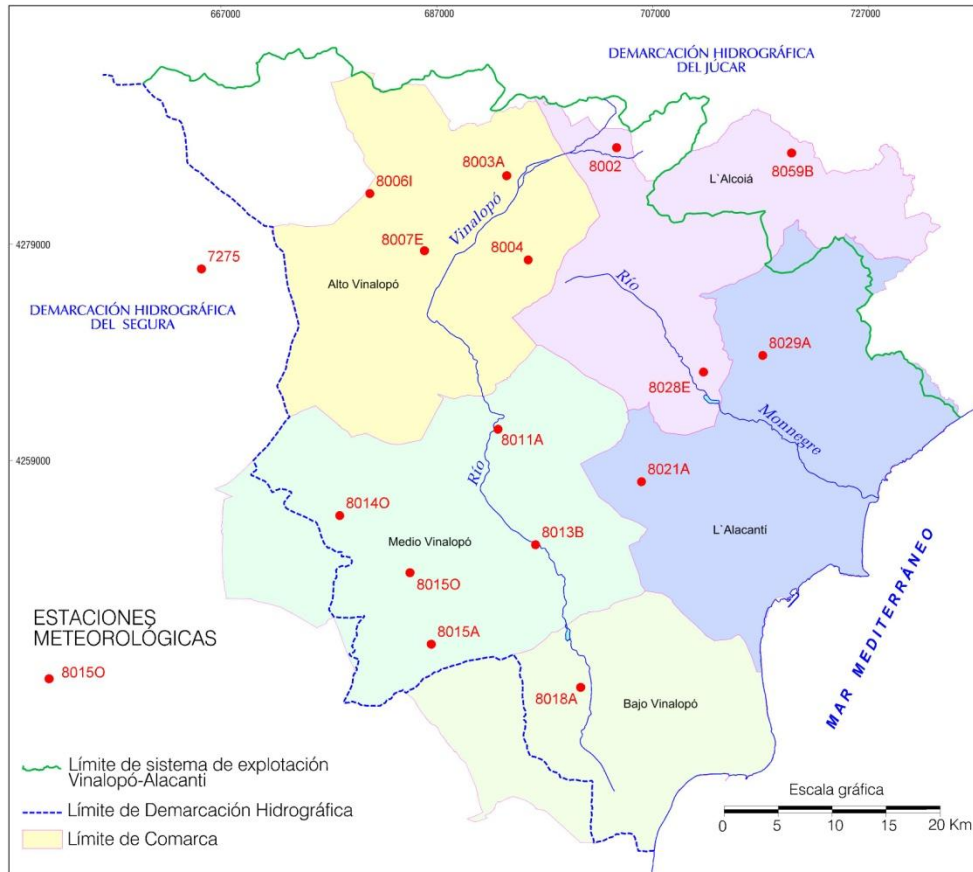 667000
687000
707000
727000
DEMARCACIÓN HIDROGRÁFICA
DEL JÚCAR
8003A
8002
8059B
L`Alcoiá
8006I
Vinalopó
4279000
8007E
8004
7275
Alto Vinalopó
Río
DEMARCACIÓN HIDROGRÁFICA
DEL SEGURA
8029A
8028E
Monnegre
8011A
4259000
Río
8021A
8014O
Medio Vinalopó
8013B
L`Alacantí
8015O
MAR MEDITERRÁNEO
ESTACIONES
METEOROLÓGICAS
8015A
8015O
8018A
Bajo Vinalopó
Límite de sistema de explotación
Vinalopó-Alacanti
Límite de Demarcación Hidrográfica
Límite de Comarca
Escala gráfica
0 5 10 15 20 Km